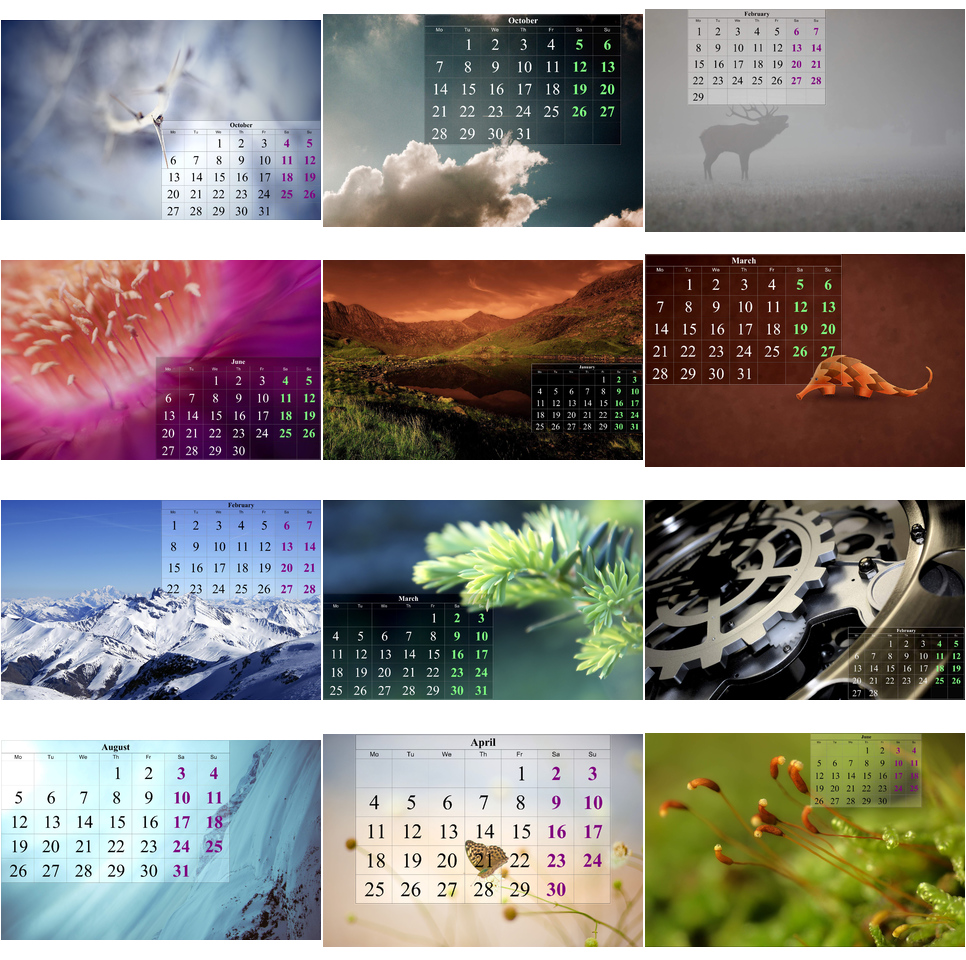 October
Mo Tu We Th Fr Sa Su
1 2 3 4 5
6 7 8 9 10 11 12
13 14 15 16 17 18 19
20 21 22 23 24 25 26
27 28 29 30 31
October
Mo Tu We Th Fr Sa Su
1 2 3 4 5 6
7 8 9 10 11 12 13
14 15 16 17 18 19 20
21 22 23 24 25 26 27
28 29 30 31
February
Mo Tu We Th Fr Sa Su
1 2 3 4 5 6 7
8 9 10 11 12 13 14
15 16 17 18 19 20 21
22 23 24 25 26 27 28
29
June
Mo Tu We Th Fr Sa Su
1 2 3 4 5
6 7 8 9 10 11 12
13 14 15 16 17 18 19
20 21 22 23 24 25 26
27 28 29 30
January
Mo Tu We Th Fr Sa Su
1 2 3
4 5 6 7 8 9 10
11 12 13 14 15 16 17
18 19 20 21 22 23 24
25 26 27 28 29 30 31
March
Mo Tu We Th Fr Sa Su
1 2 3 4 5 6
7 8 9 10 11 12 13
14 15 16 17 18 19 20
21 22 23 24 25 26 27
28 29 30 31
February
Mo Tu We Th Fr Sa Su
1 2 3 4 5 6 7
8 9 10 11 12 13 14
15 16 17 18 19 20 21
22 23 24 25 26 27 28
March
Mo Tu We Th Fr Sa Su
1 2 3
4 5 6 7 8 9 10
11 12 13 14 15 16 17
18 19 20 21 22 23 24
25 26 27 28 29 30 31
February
Mo Tu We Th Fr Sa Su
1 2 3 4 5
6 7 8 9 10 11 12
13 14 15 16 17 18 19
20 21 22 23 24 25 26
27 28
August
Mo Tu We Th Fr Sa Su
1 2 3 4
5 6 7 8 9 10 11
12 13 14 15 16 17 18
19 20 21 22 23 24 25
26 27 28 29 30 31
April
Mo Tu We Th Fr Sa Su
1 2 3
4 5 6 7 8 9 10
11 12 13 14 15 16 17
18 19 20 21 22 23 24
25 26 27 28 29 30
June
Mo Tu We Th Fr Sa Su
1 2 3 4
5 6 7 8 9 10 11
12 13 14 15 16 17 18
19 20 21 22 23 24 25
26 27 28 29 30